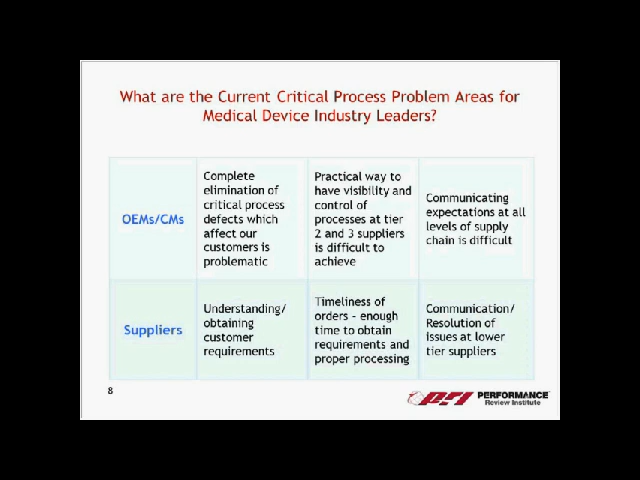 What are the Current Critical Process Problem Areas for
Medical Device Industry Leaders?
OEMs/CMs
Complete
elimination of
critical process
defects which
affect our
customers is
problematic
Practical way to
have visibility and
control of
processes at tier
2 and 3 suppliers
is difficult to
achieve
Communicating
expectations at all
levels of supply
chain is difficult
Suppliers
Understanding/
obtaining
customer
requirements
Timeliness of
orders – enough
time to obtain
requirements and
proper processing
Communication/
Resolution of
issues at lower
tier suppliers
8
PRI PERFORMANCE
Review Institute